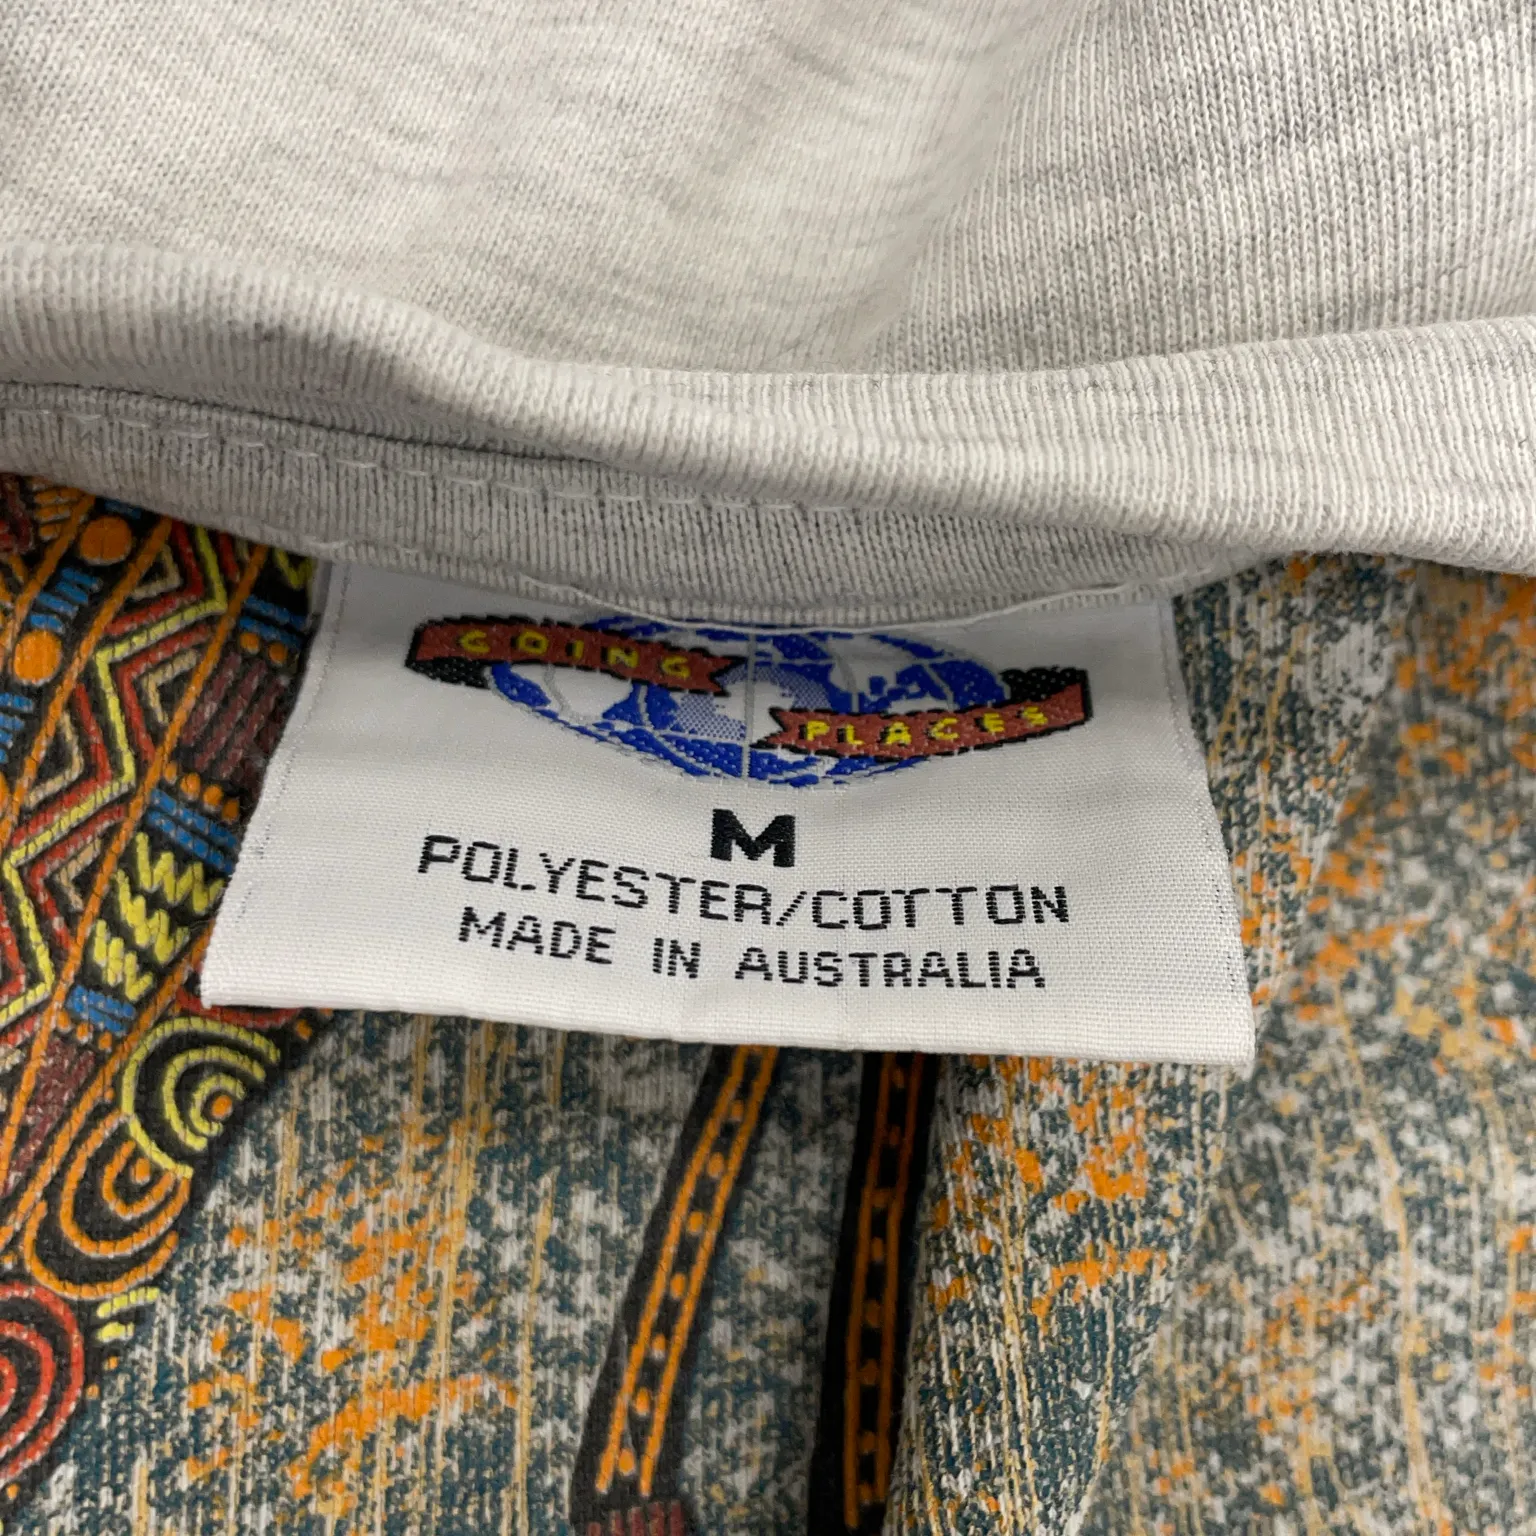 GOING
PLACES
M
POLYESTER/COTTON
MADE IN AUSTRALIA